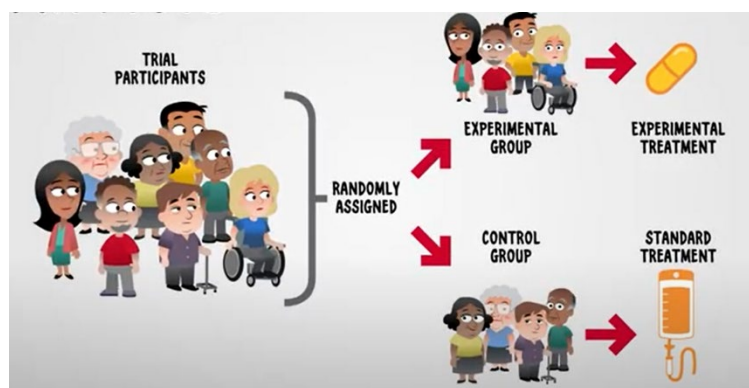 TRIAL
PARTICIPANTS
RANDOMLY
ASSIGNED
EXPERIMENTAL
GROUP
EXPERIMENTAL
TREATMENT
CONTROL
GROUP
STANDARD
TREATMENT